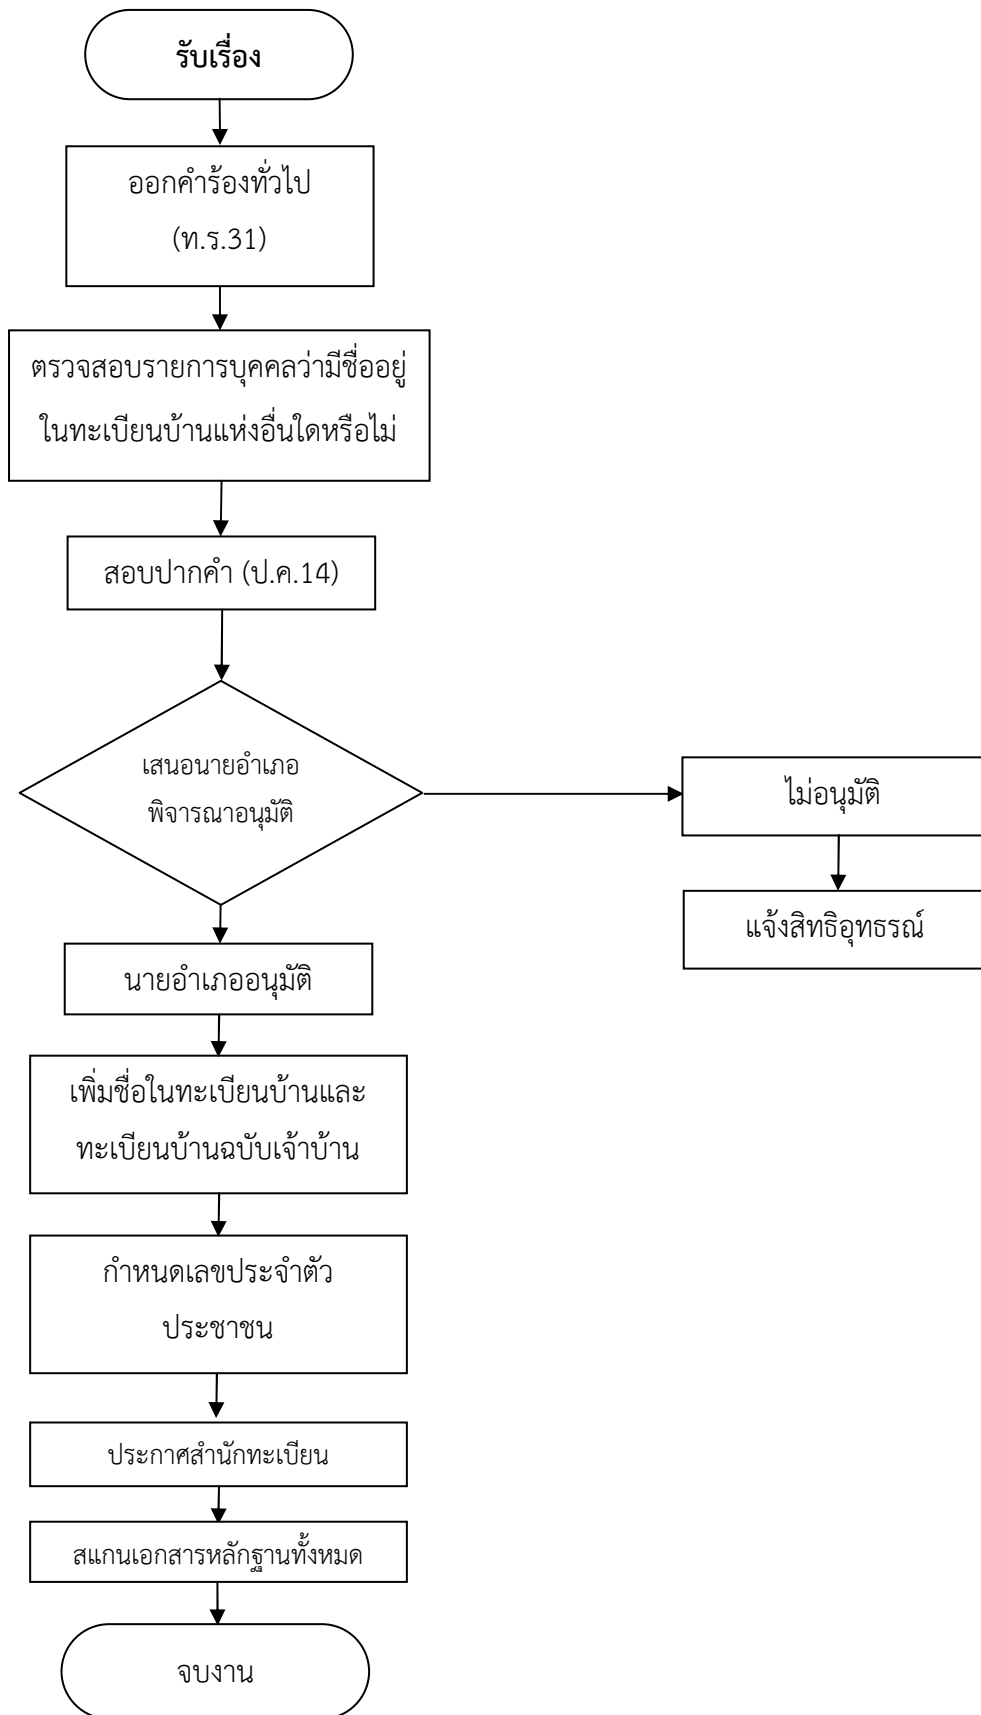 รับเรื่อง
ออกคำร้องทั่วไป
(ท.ร.31)
ตรวจสอบรายการบุคคลว่ามีชื่ออยู่
ในทะเบียนบ้านแห่งอื่นใดหรือไม่
สอบปากคำ (ป.ค.14)
เสนอนายอำเภอ
พิจารณาอนุมัติ
ไม่อนุมัติ
แจ้งสิทธิอุทธรณ์
นายอำเภออนุมัติ
เพิ่มชื่อในทะเบียนบ้านและ
ทะเบียนบ้านฉบับเจ้าบ้าน
กำหนดเลขประจำตัว
ประชาชน
ประกาศสำนักทะเบียน
สแกนเอกสารหลักฐานทั้งหมด
จบงาน